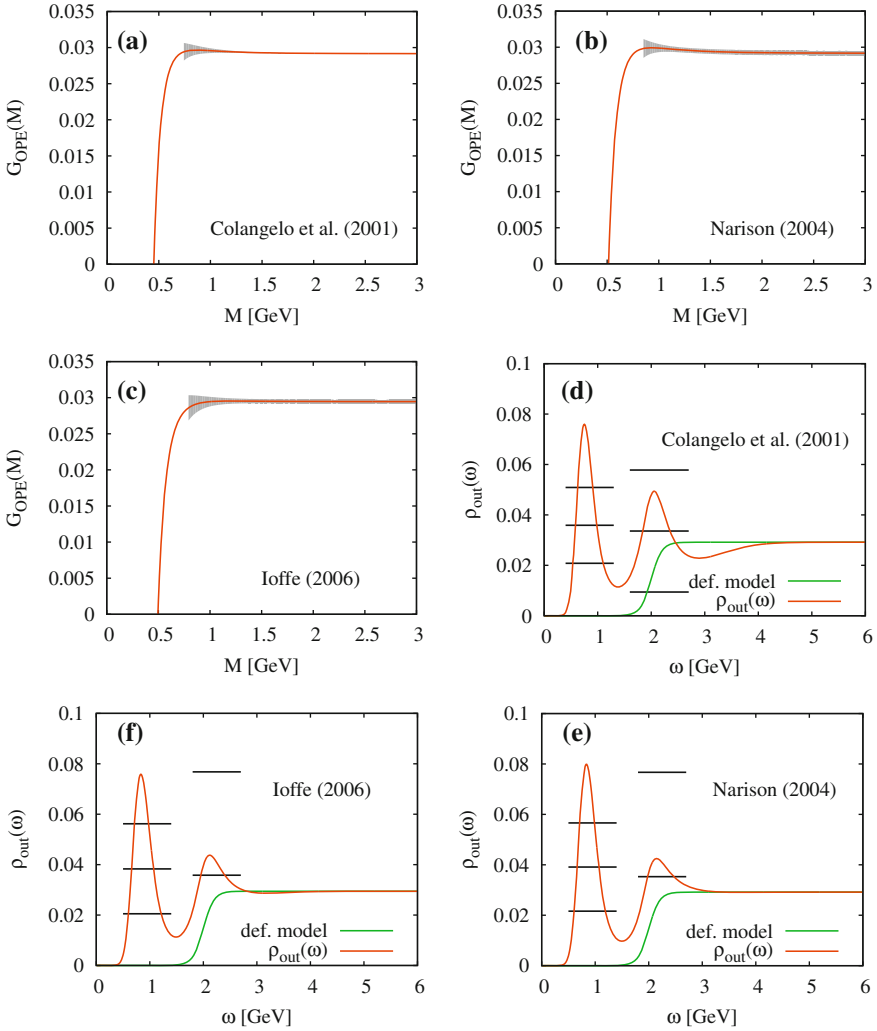 (a)
0.035
0.03
0.025
0.02
0.015
0.01
0.005
0
G_OPE(M)
Colangelo et al. (2001)
0 0.5 1 1.5 2 2.5 3
M [GeV]
(b)
0.035
0.03
0.025
0.02
0.015
0.01
0.005
0
G_OPE(M)
Narison (2004)
0 0.5 1 1.5 2 2.5 3
M [GeV]
(c)
0.035
0.03
0.025
0.02
0.015
0.01
0.005
0
G_OPE(M)
Ioffe (2006)
0 0.5 1 1.5 2 2.5 3
M [GeV]
(d)
0.1
0.08
0.06
0.04
0.02
0
ρ_out(ω)
Colangelo et al. (2001)
def. model
ρ_out(ω)
0 1 2 3 4 5 6
ω [GeV]
(f)
0.1
0.08
0.06
0.04
0.02
0
ρ_out(ω)
Ioffe (2006)
def. model
ρ_out(ω)
0 1 2 3 4 5 6
ω [GeV]
(e)
0.1
0.08
0.06
0.04
0.02
0
ρ_out(ω)
Narison (2004)
def. model
ρ_out(ω)
0 1 2 3 4 5 6
ω [GeV]